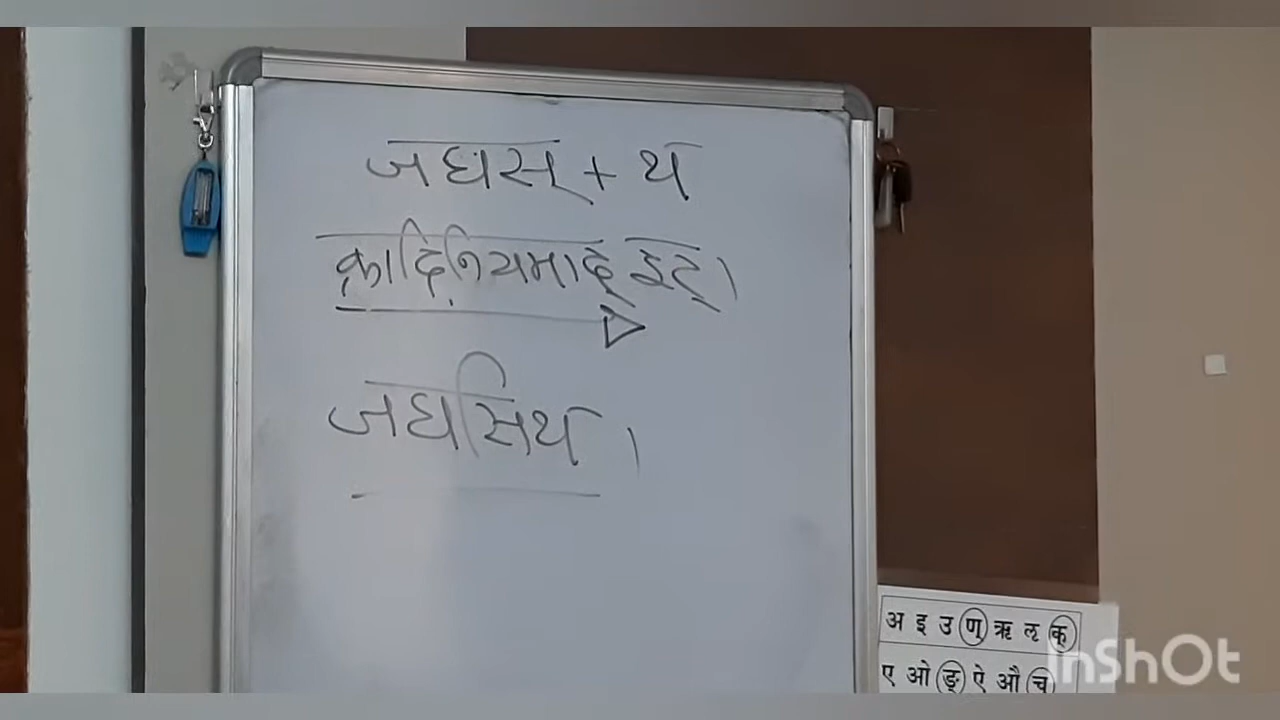 जघस् + थ
क्रादिनियमाद् इट् ।
जघसिथ ।
अ इ उ ण् ऋ ऌ क्
ए ओ ङ् ऐ औ च्
InShOt